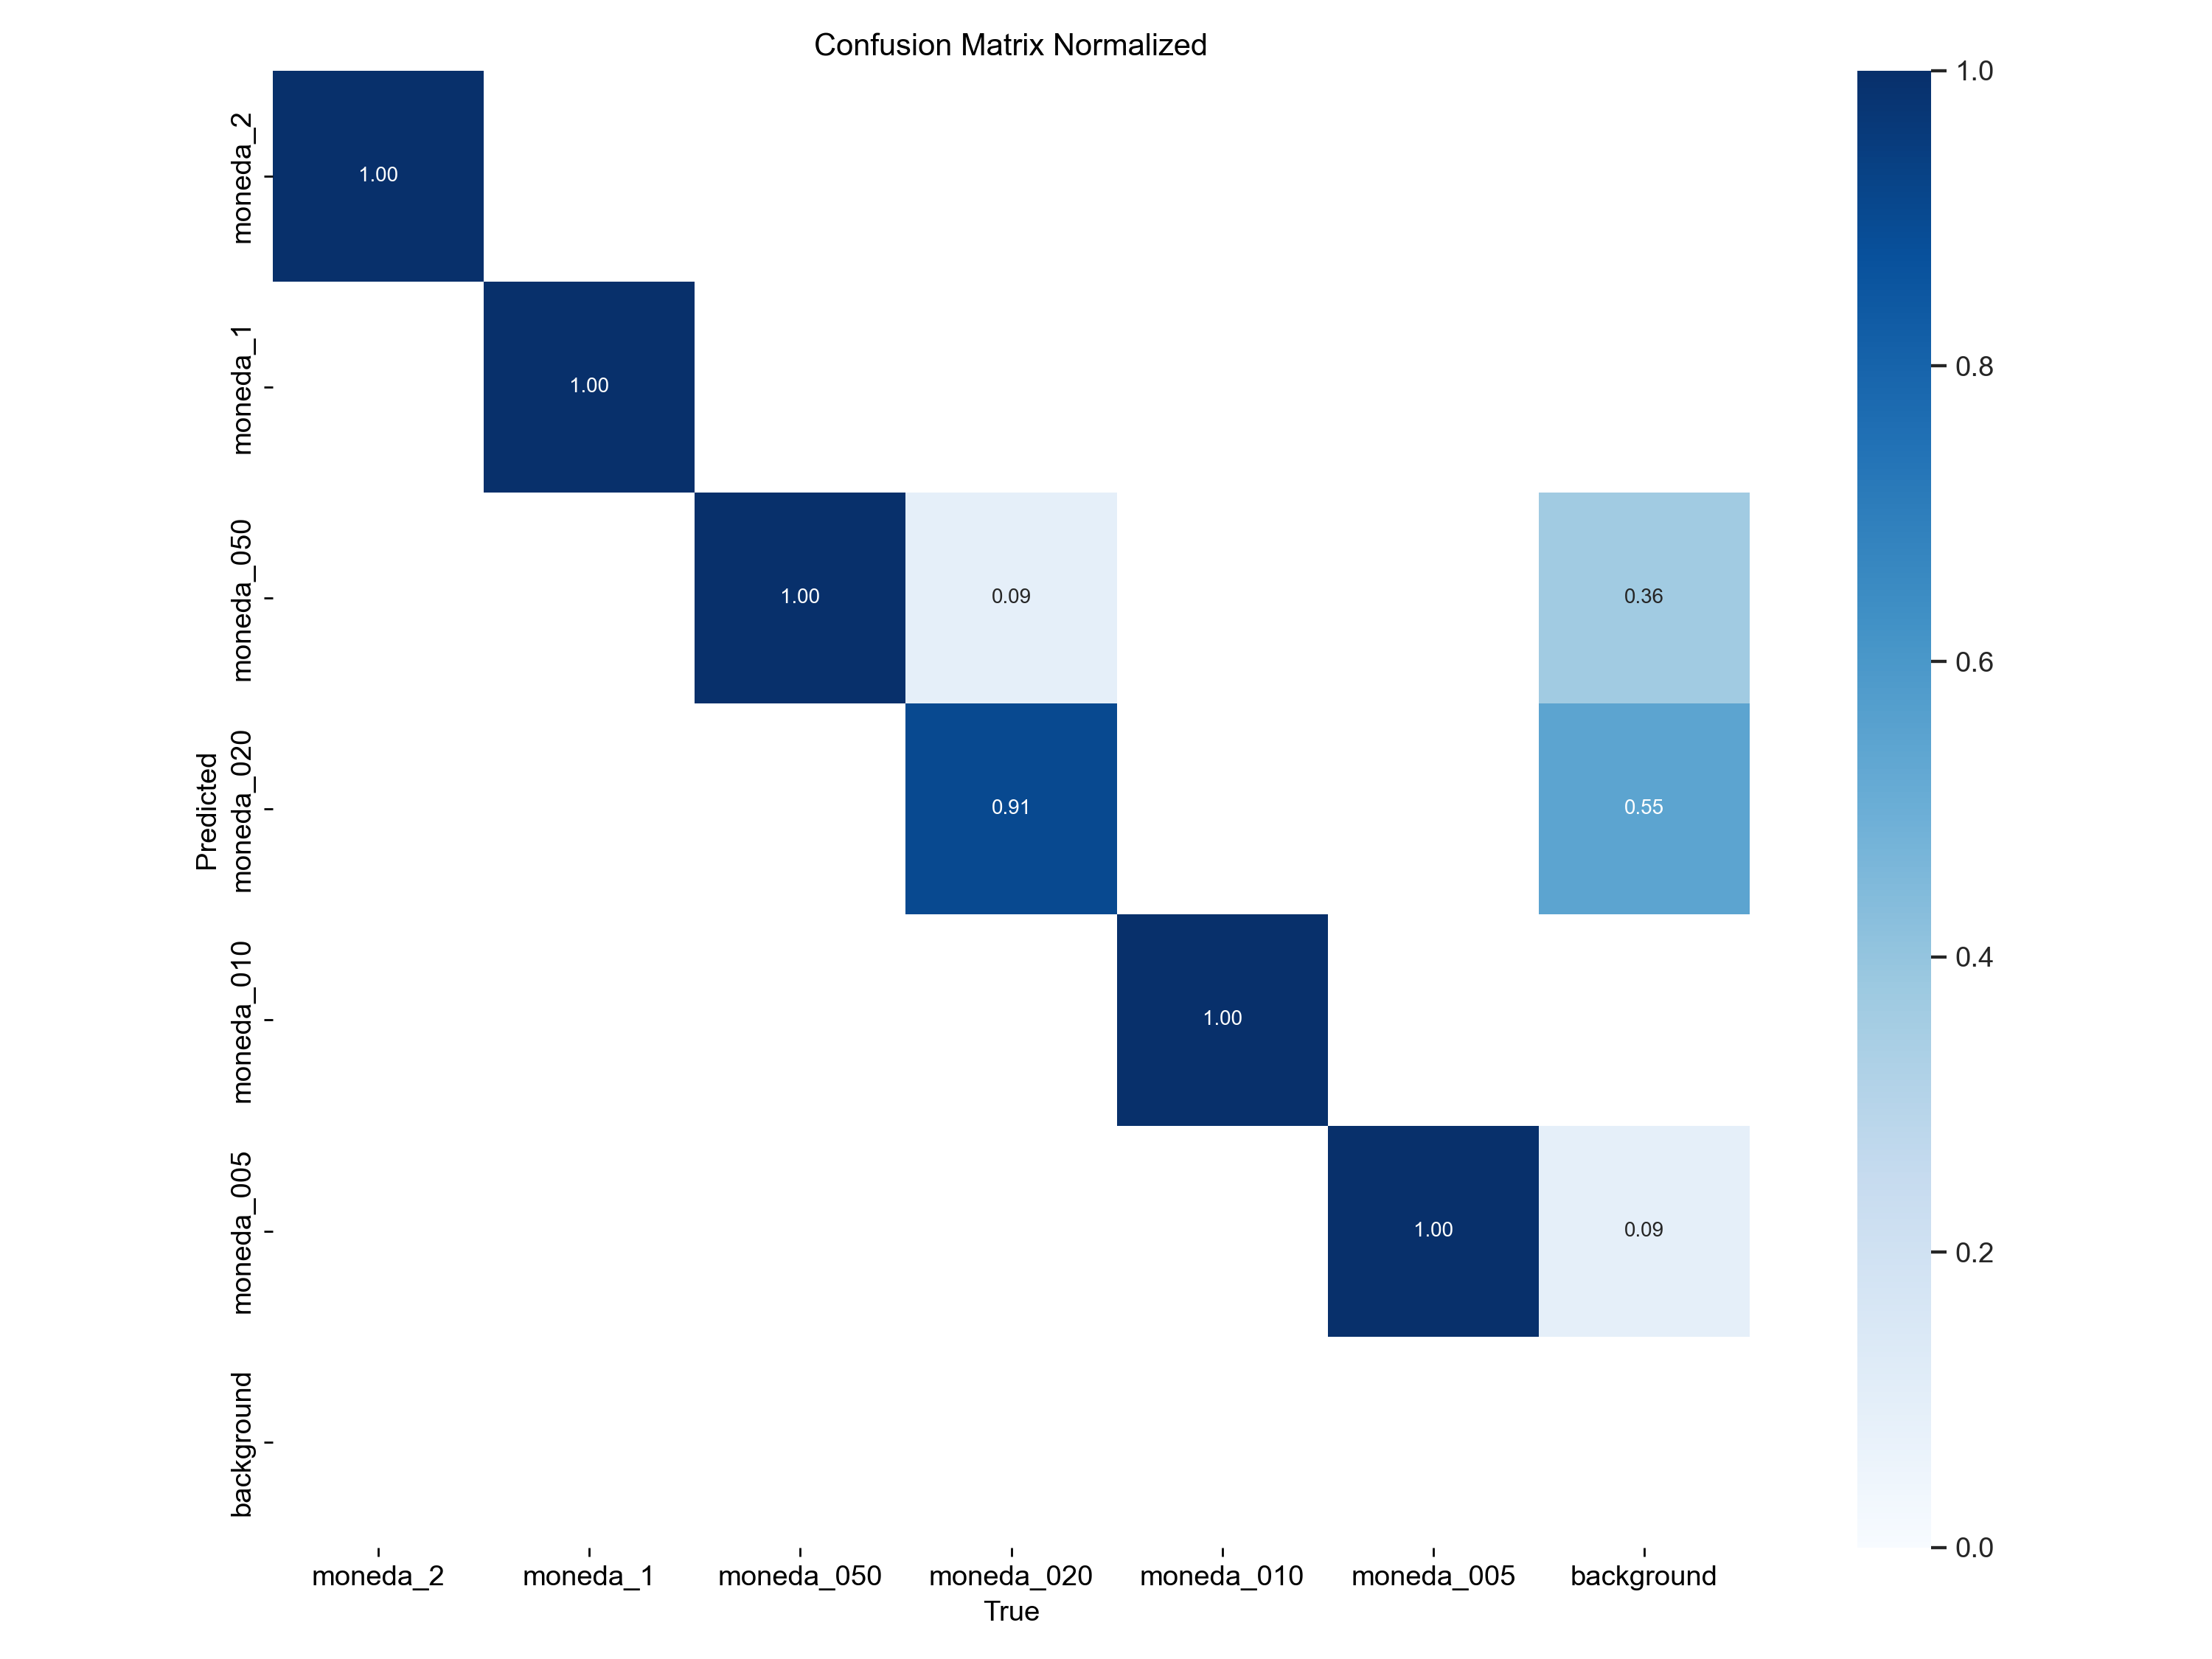 Confusion Matrix Normalized
Predicted
moneda_2
1.00
moneda_1
1.00
moneda_050
1.00 0.09 0.36
moneda_020
0.91 0.55
moneda_010
1.00
moneda_005
1.00 0.09
background
moneda_2 moneda_1 moneda_050 moneda_020 moneda_010 moneda_005 background
True
1.0
0.8
0.6
0.4
0.2
0.0